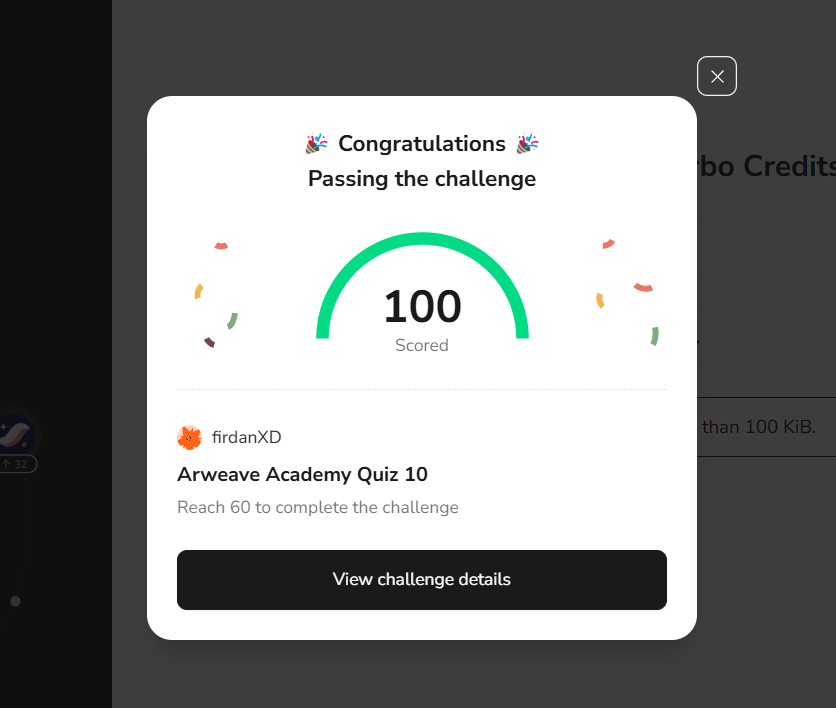 Congratulations
Passing the challenge
rbo Credits
100
Scored
firdanXD
than 100 KiB.
Arweave Academy Quiz 10
32
Reach 60 to complete the challenge
View challenge details